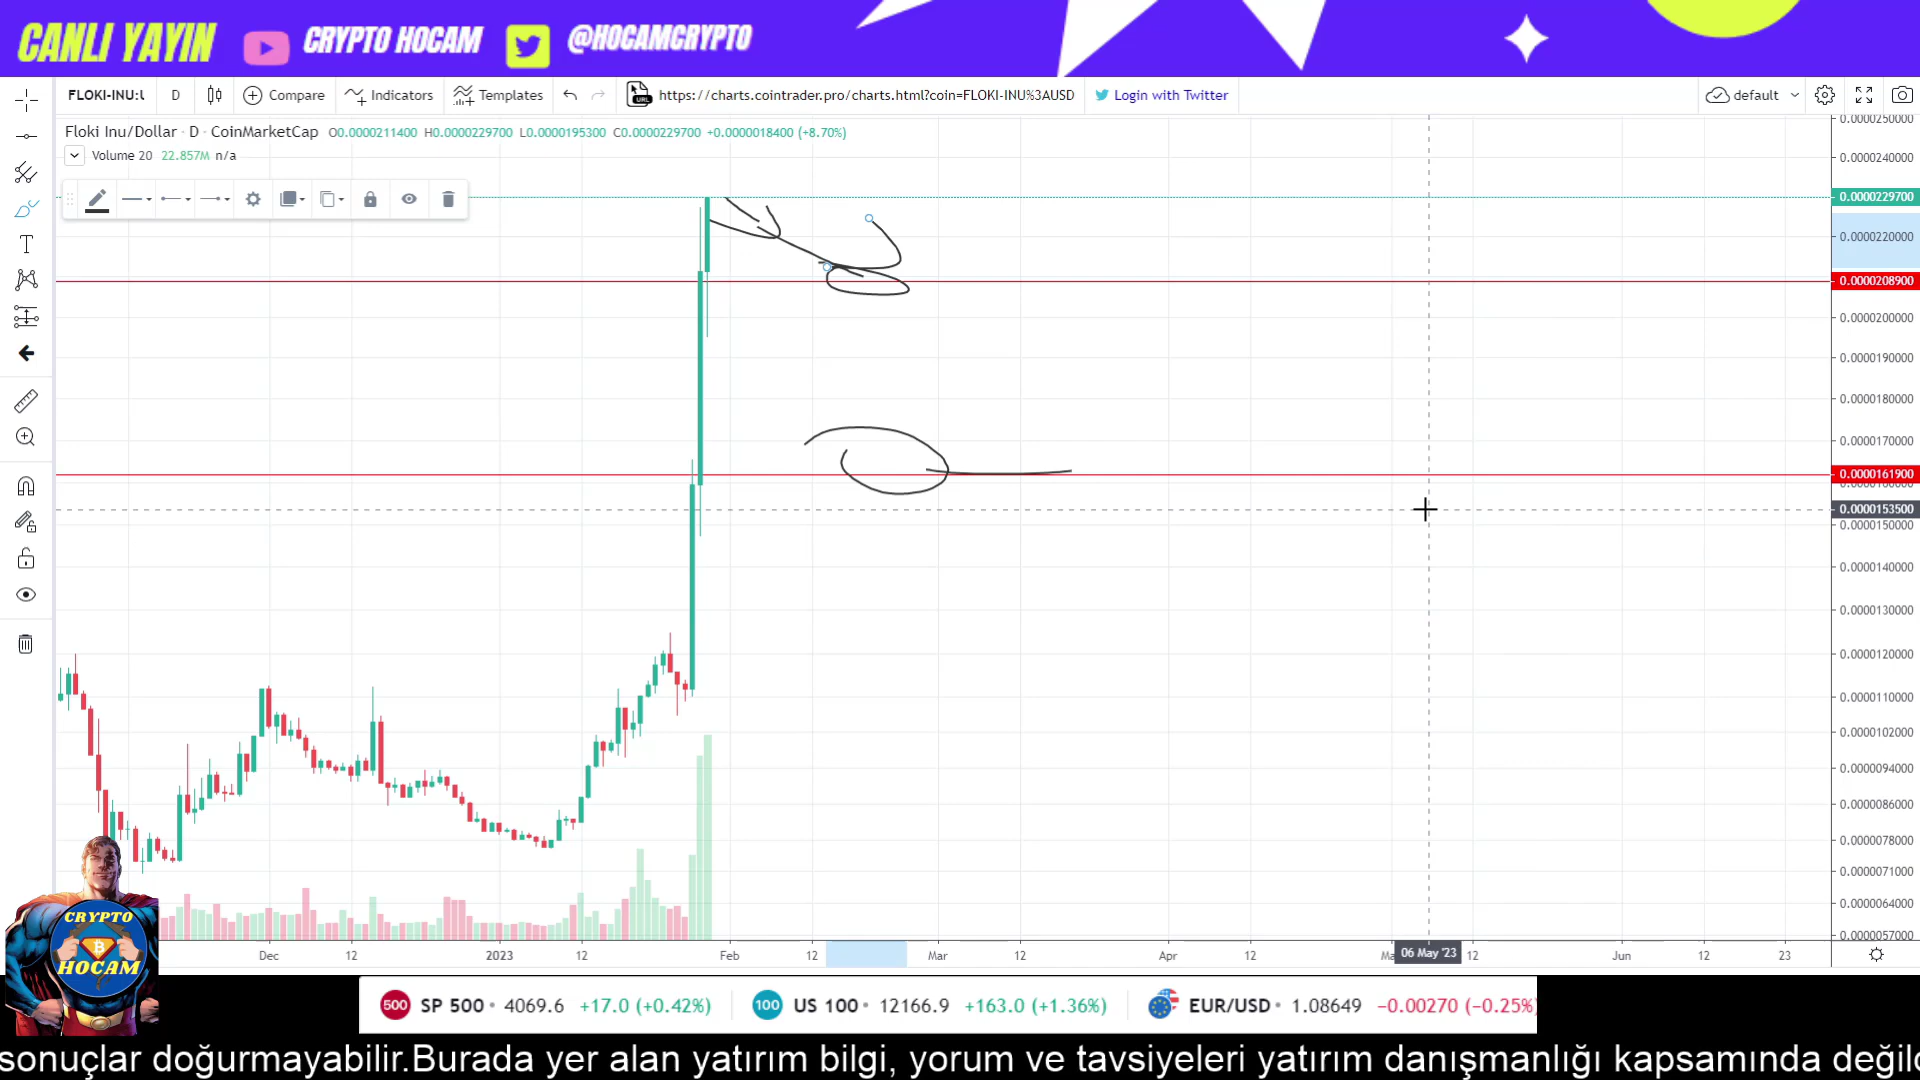 CANLI YAYIN CRYPTO HOCAM @HOCAMCRYPTO
FLOKI-INU:U D Compare Indicators Templates URL https://charts.cointrader.pro/charts.html?coin=FLOKI-INU%3AUSD Login with Twitter default
Floki Inu/Dollar · D · CoinMarketCap O0.0000211400 H0.0000229700 L0.0000195300 C0.0000229700 +0.0000018400 (+8.70%)
Volume 20 22.857M n/a
0.0000250000
0.0000240000
0.0000229700
0.0000220000
0.0000208900
0.0000200000
0.0000190000
0.0000180000
0.0000170000
0.0000161900
0.0000160000
0.0000153500
0.0000150000
0.0000140000
0.0000130000
0.0000120000
0.0000110000
0.0000102000
0.0000094000
0.0000086000
0.0000078000
0.0000071000
0.0000064000
0.0000057000
Dec 12 2023 12 Feb 12 Mar 12 Apr 12 Ma 06 May '23 12 Jun 12 23
CRYPTO
HOCAM
500 SP 500 • 4069.6 +17.0 (+0.42%) 100 US 100 • 12166.9 +163.0 (+1.36%) EUR/USD • 1.08649 −0.00270 (−0.25%)
sonuçlar doğurmayabilir.Burada yer alan yatırım bilgi, yorum ve tavsiyeleri yatırım danışmanlığı kapsamında değild